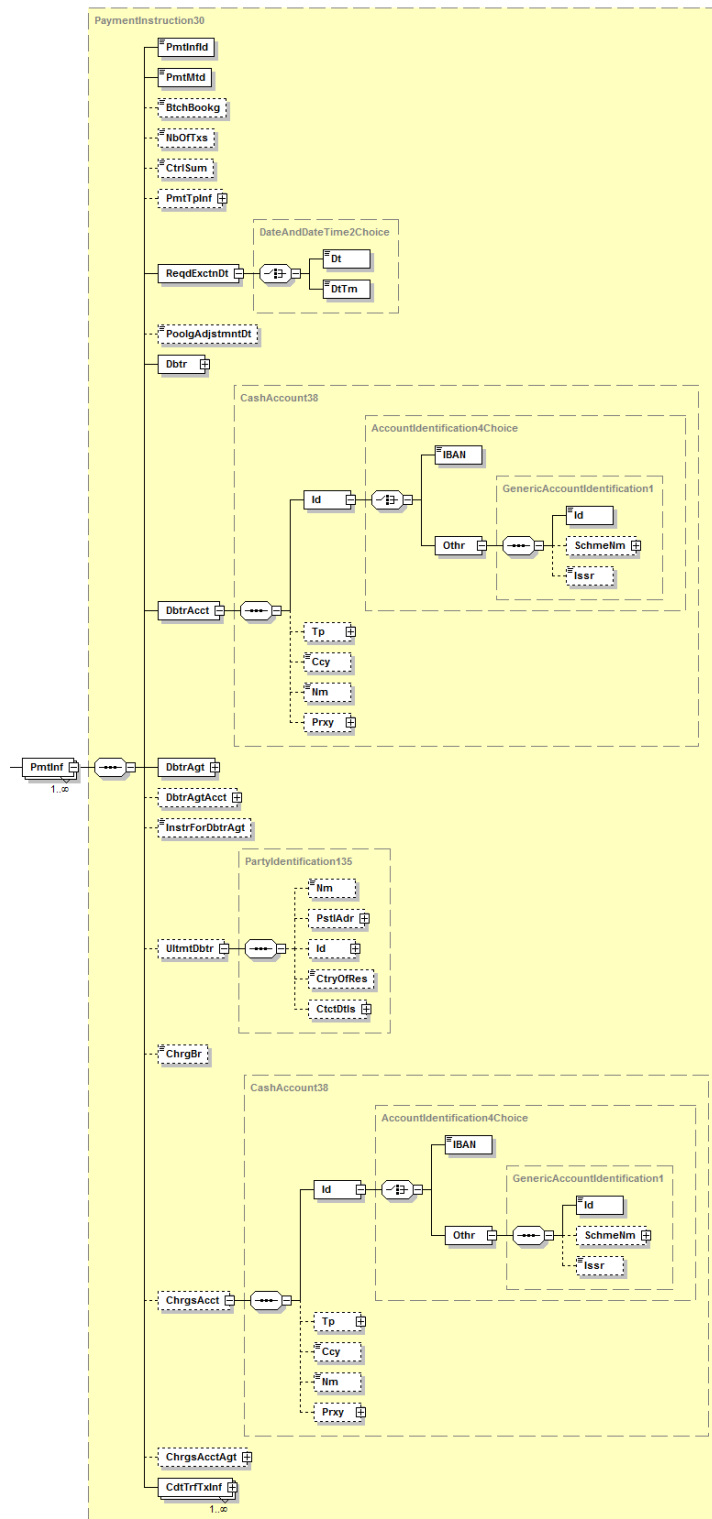 PaymentInstruction30
PmtInfId
PmtMtd
BtchBookg
NbOfTxs
CtrlSum
PmtTpInf
DateAndDateTime2Choice
Dt
ReqdExctnDt
DtTm
PoolgAdjstmntDt
Dbtr
CashAccount38
AccountIdentification4Choice
IBAN
GenericAccountIdentification1
Id
Id
Othr
SchmeNm
Issr
DbtrAcct
Tp
Ccy
Nm
Prxy
PmtInf
1..∞
DbtrAgt
DbtrAgtAcct
InstrForDbtrAgt
PartyIdentification135
Nm
PstlAdr
UltmtDbtr
Id
CtryOfRes
CtctDtls
ChrgBr
CashAccount38
AccountIdentification4Choice
IBAN
GenericAccountIdentification1
Id
Id
Othr
SchmeNm
Issr
ChrgsAcct
Tp
Ccy
Nm
Prxy
ChrgsAcctAgt
CdtTrfTxInf
1..∞